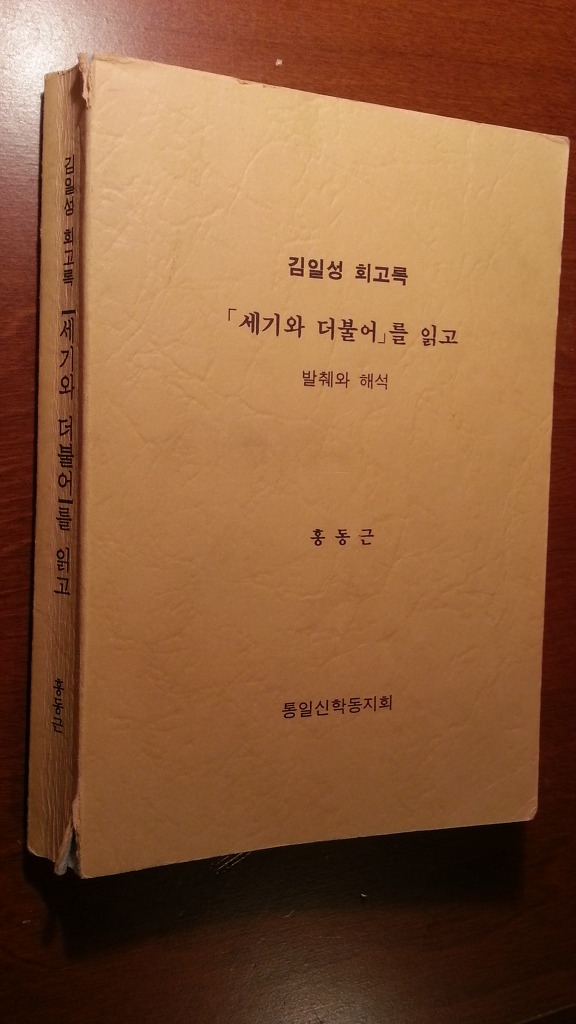 김일성 회고록
「세기와 더불어」를 읽고
발췌와 해석
홍동근
통일신학동지회
김일성 회고록 「세기와 더불어」를 읽고
홍동근